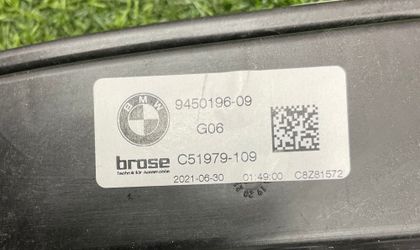 BMW
9450196-09
G06
brose C51979-109
Technik für Automobile
2021-06-30 01:49:00 C8Z81572